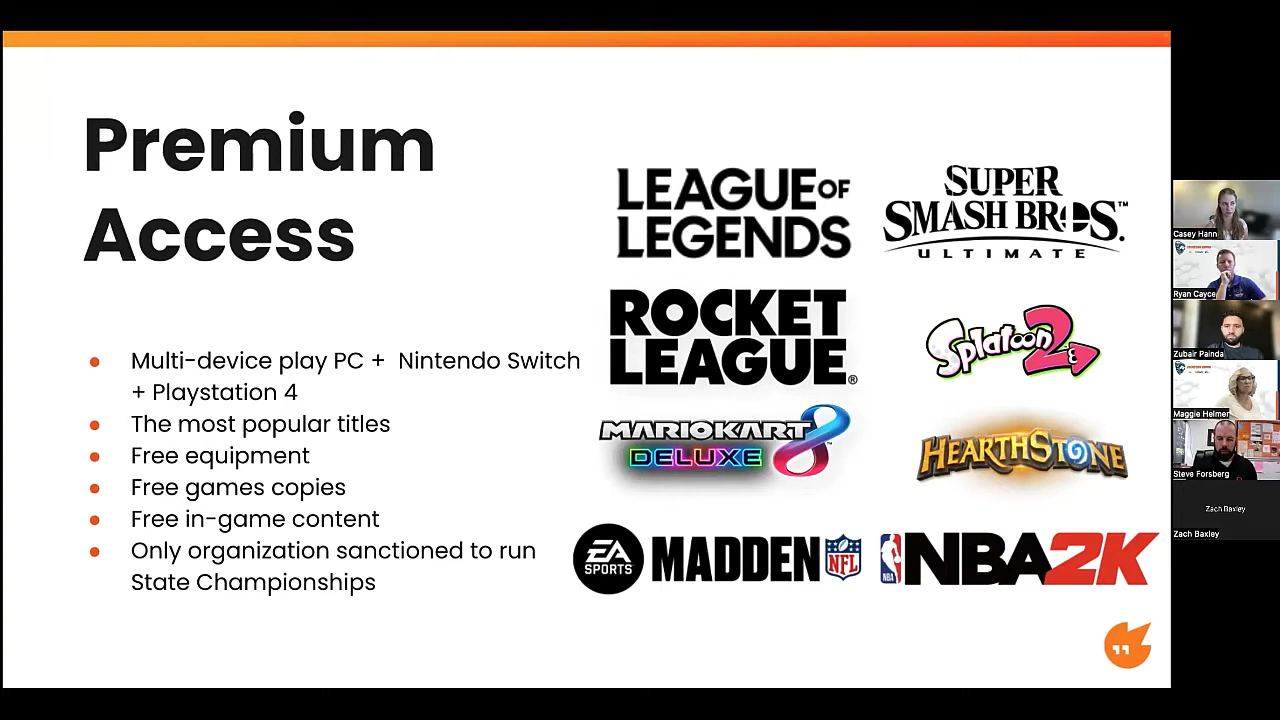 Premium
Access
Multi-device play PC + Nintendo Switch
+ Playstation 4
The most popular titles
Free equipment
Free games copies
Free in-game content
Only organization sanctioned to run
State Championships
LEAGUE OF
LEGENDS
SUPER
SMASH BROS.™
ULTIMATE
ROCKET
LEAGUE®
Splatoon 2
MARIOKART 8™
DELUXE
HEARTHSTONE
EA
SPORTS
MADDEN NFL
NBA
NBA2K
Casey Hann
Ryan Cayce
Zubair Painda
Maggie Helmer
Steve Forsberg
Zach Baxley
Zach Baxley